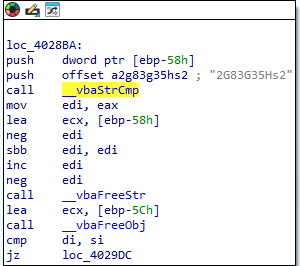 loc_4028BA:
push dword ptr [ebp-58h]
push offset a2g83g35hs2 ; "2G83G35Hs2"
call __vbaStrCmp
mov edi, eax
lea ecx, [ebp-58h]
neg edi
sbb edi, edi
inc edi
neg edi
call __vbaFreeStr
lea ecx, [ebp-5Ch]
call __vbaFreeObj
cmp di, si
jz loc_4029DC